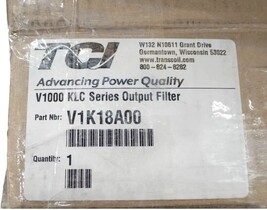 TCI
W132 N10611 Grant Drive
Germantown, Wisconsin 53022
www.transcoil.com
800-824-8282
Advancing Power Quality
V1000 KLC Series Output Filter
Part Nbr: V1K18A00
Quantity: 1